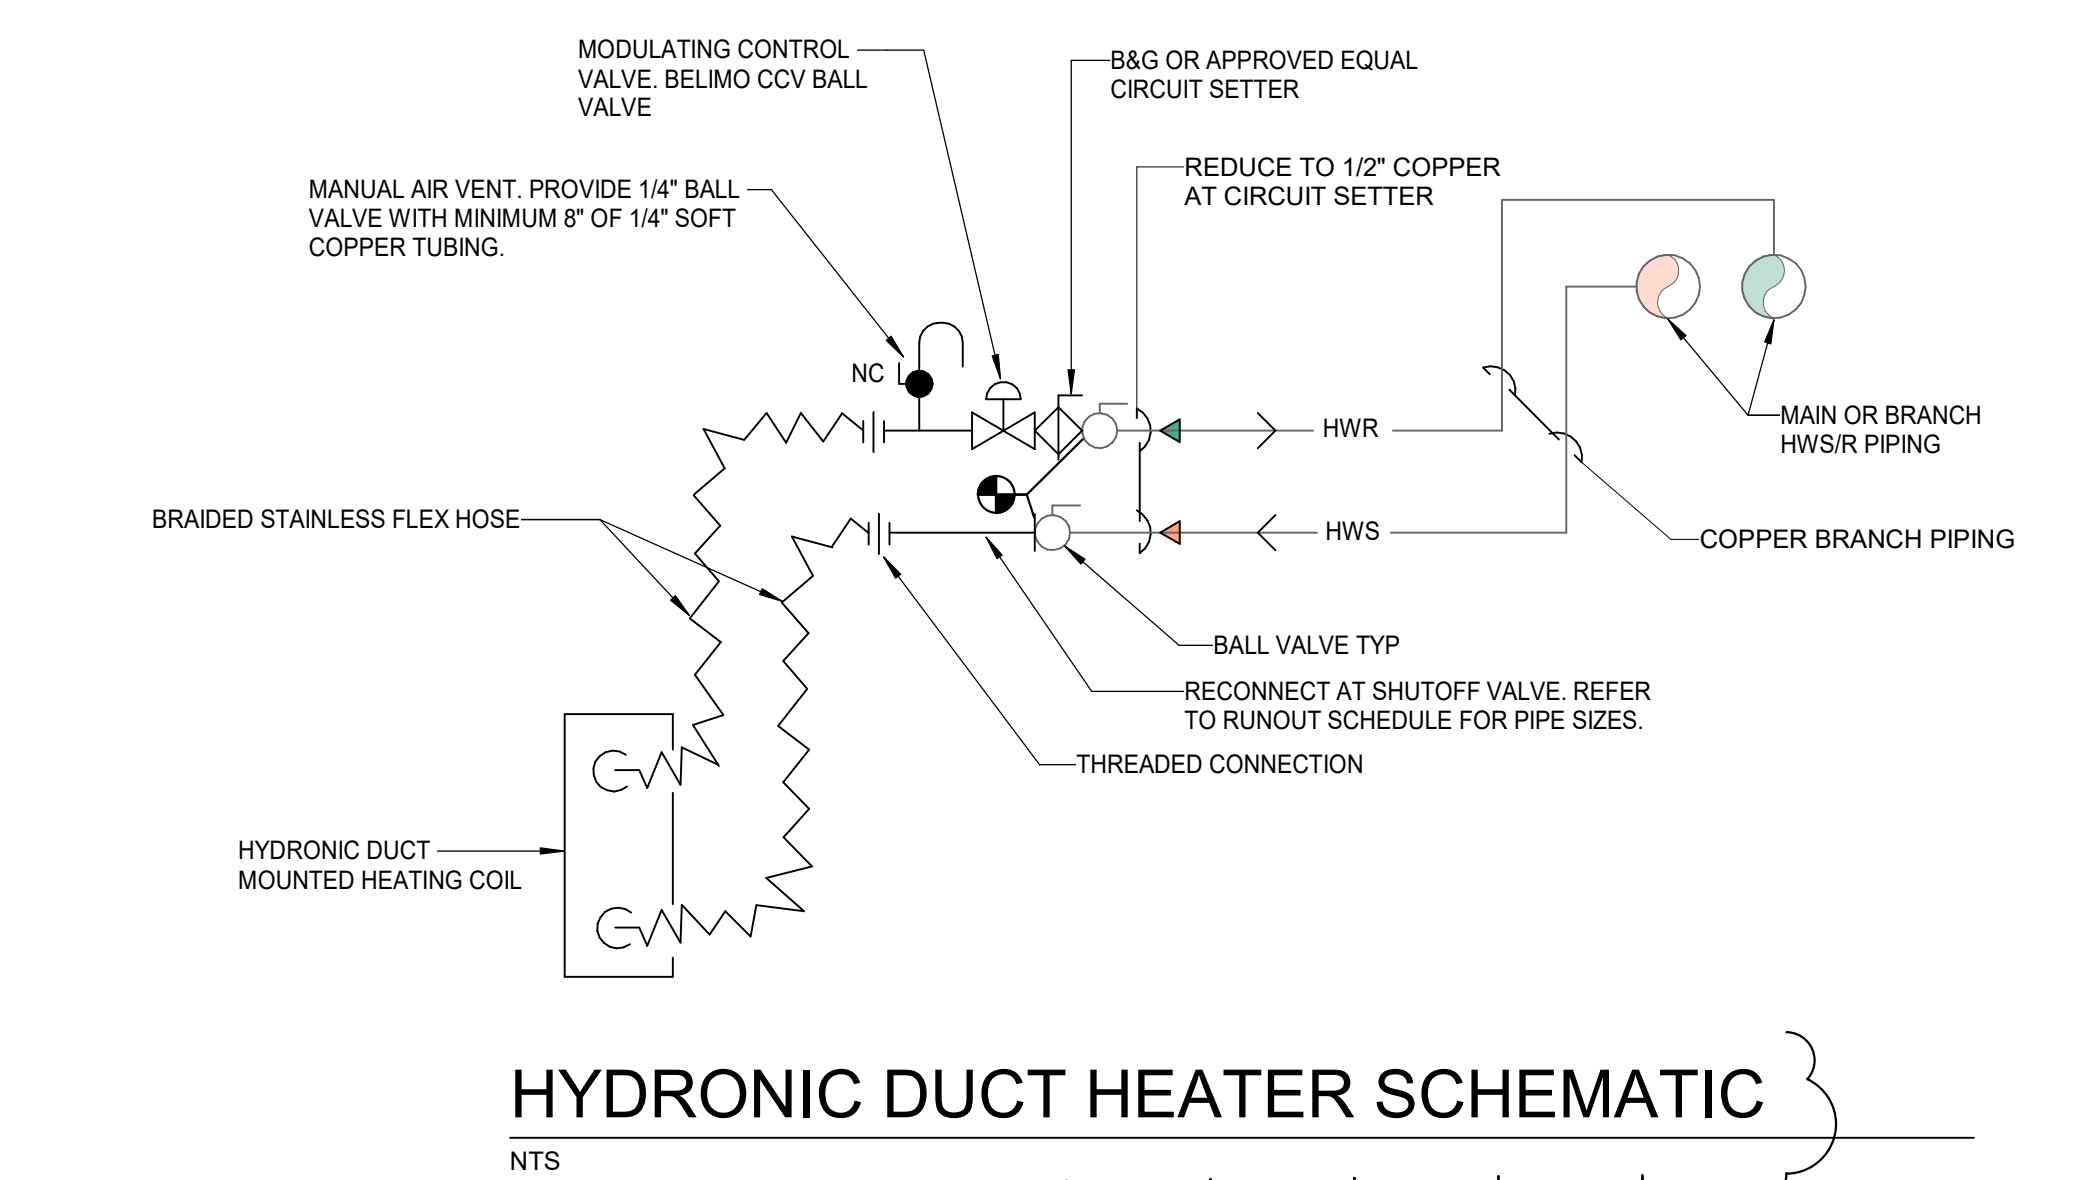 MODULATING CONTROL
VALVE. BELIMO CCV BALL
VALVE
B&G OR APPROVED EQUAL
CIRCUIT SETTER
REDUCE TO 1/2" COPPER
AT CIRCUIT SETTER
MANUAL AIR VENT. PROVIDE 1/4" BALL
VALVE WITH MINIMUM 8" OF 1/4" SOFT
COPPER TUBING.
NC
HWR
MAIN OR BRANCH
HWS/R PIPING
BRAIDED STAINLESS FLEX HOSE
HWS
COPPER BRANCH PIPING
BALL VALVE TYP
RECONNECT AT SHUTOFF VALVE. REFER
TO RUNOUT SCHEDULE FOR PIPE SIZES.
THREADED CONNECTION
HYDRONIC DUCT
MOUNTED HEATING COIL
HYDRONIC DUCT HEATER SCHEMATIC
NTS